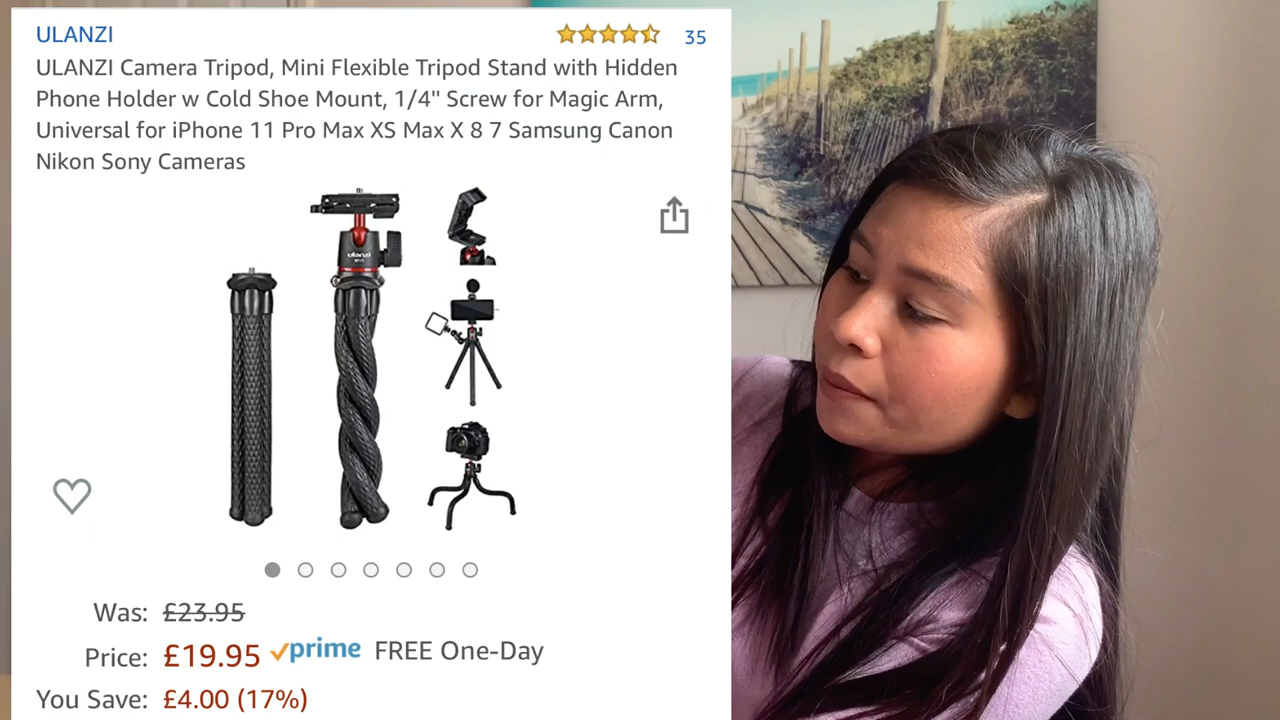 ULANZI
35
ULANZI Camera Tripod, Mini Flexible Tripod Stand with Hidden
Phone Holder w Cold Shoe Mount, 1/4" Screw for Magic Arm,
Universal for iPhone 11 Pro Max XS Max X 8 7 Samsung Canon
Nikon Sony Cameras
ulanzi
Was: £23.95
Price: £19.95 prime FREE One-Day
You Save: £4.00 (17%)